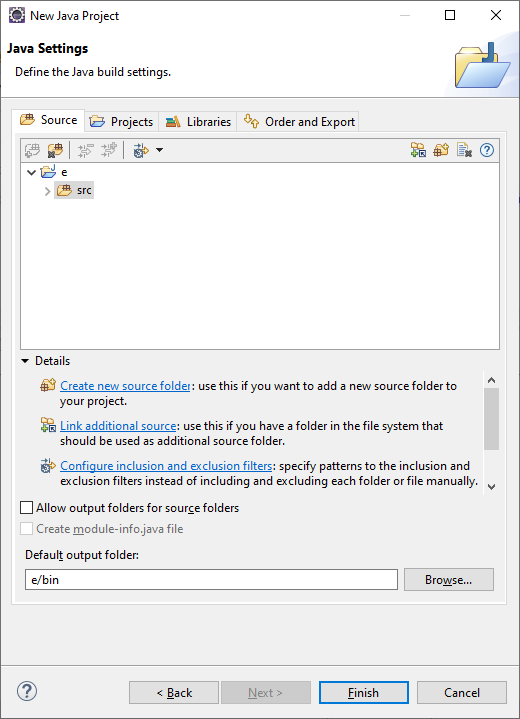 New Java Project
Java Settings
Define the Java build settings.
Source
Projects
Libraries
Order and Export
e
src
Details
Create new source folder: use this if you want to add a new source folder to
your project.
Link additional source: use this if you have a folder in the file system that
should be used as additional source folder.
Configure inclusion and exclusion filters: specify patterns to the inclusion and
exclusion filters instead of including and excluding each folder or file manually.
Allow output folders for source folders
Create module-info.java file
Default output folder:
e/bin
Browse...
< Back
Next >
Finish
Cancel